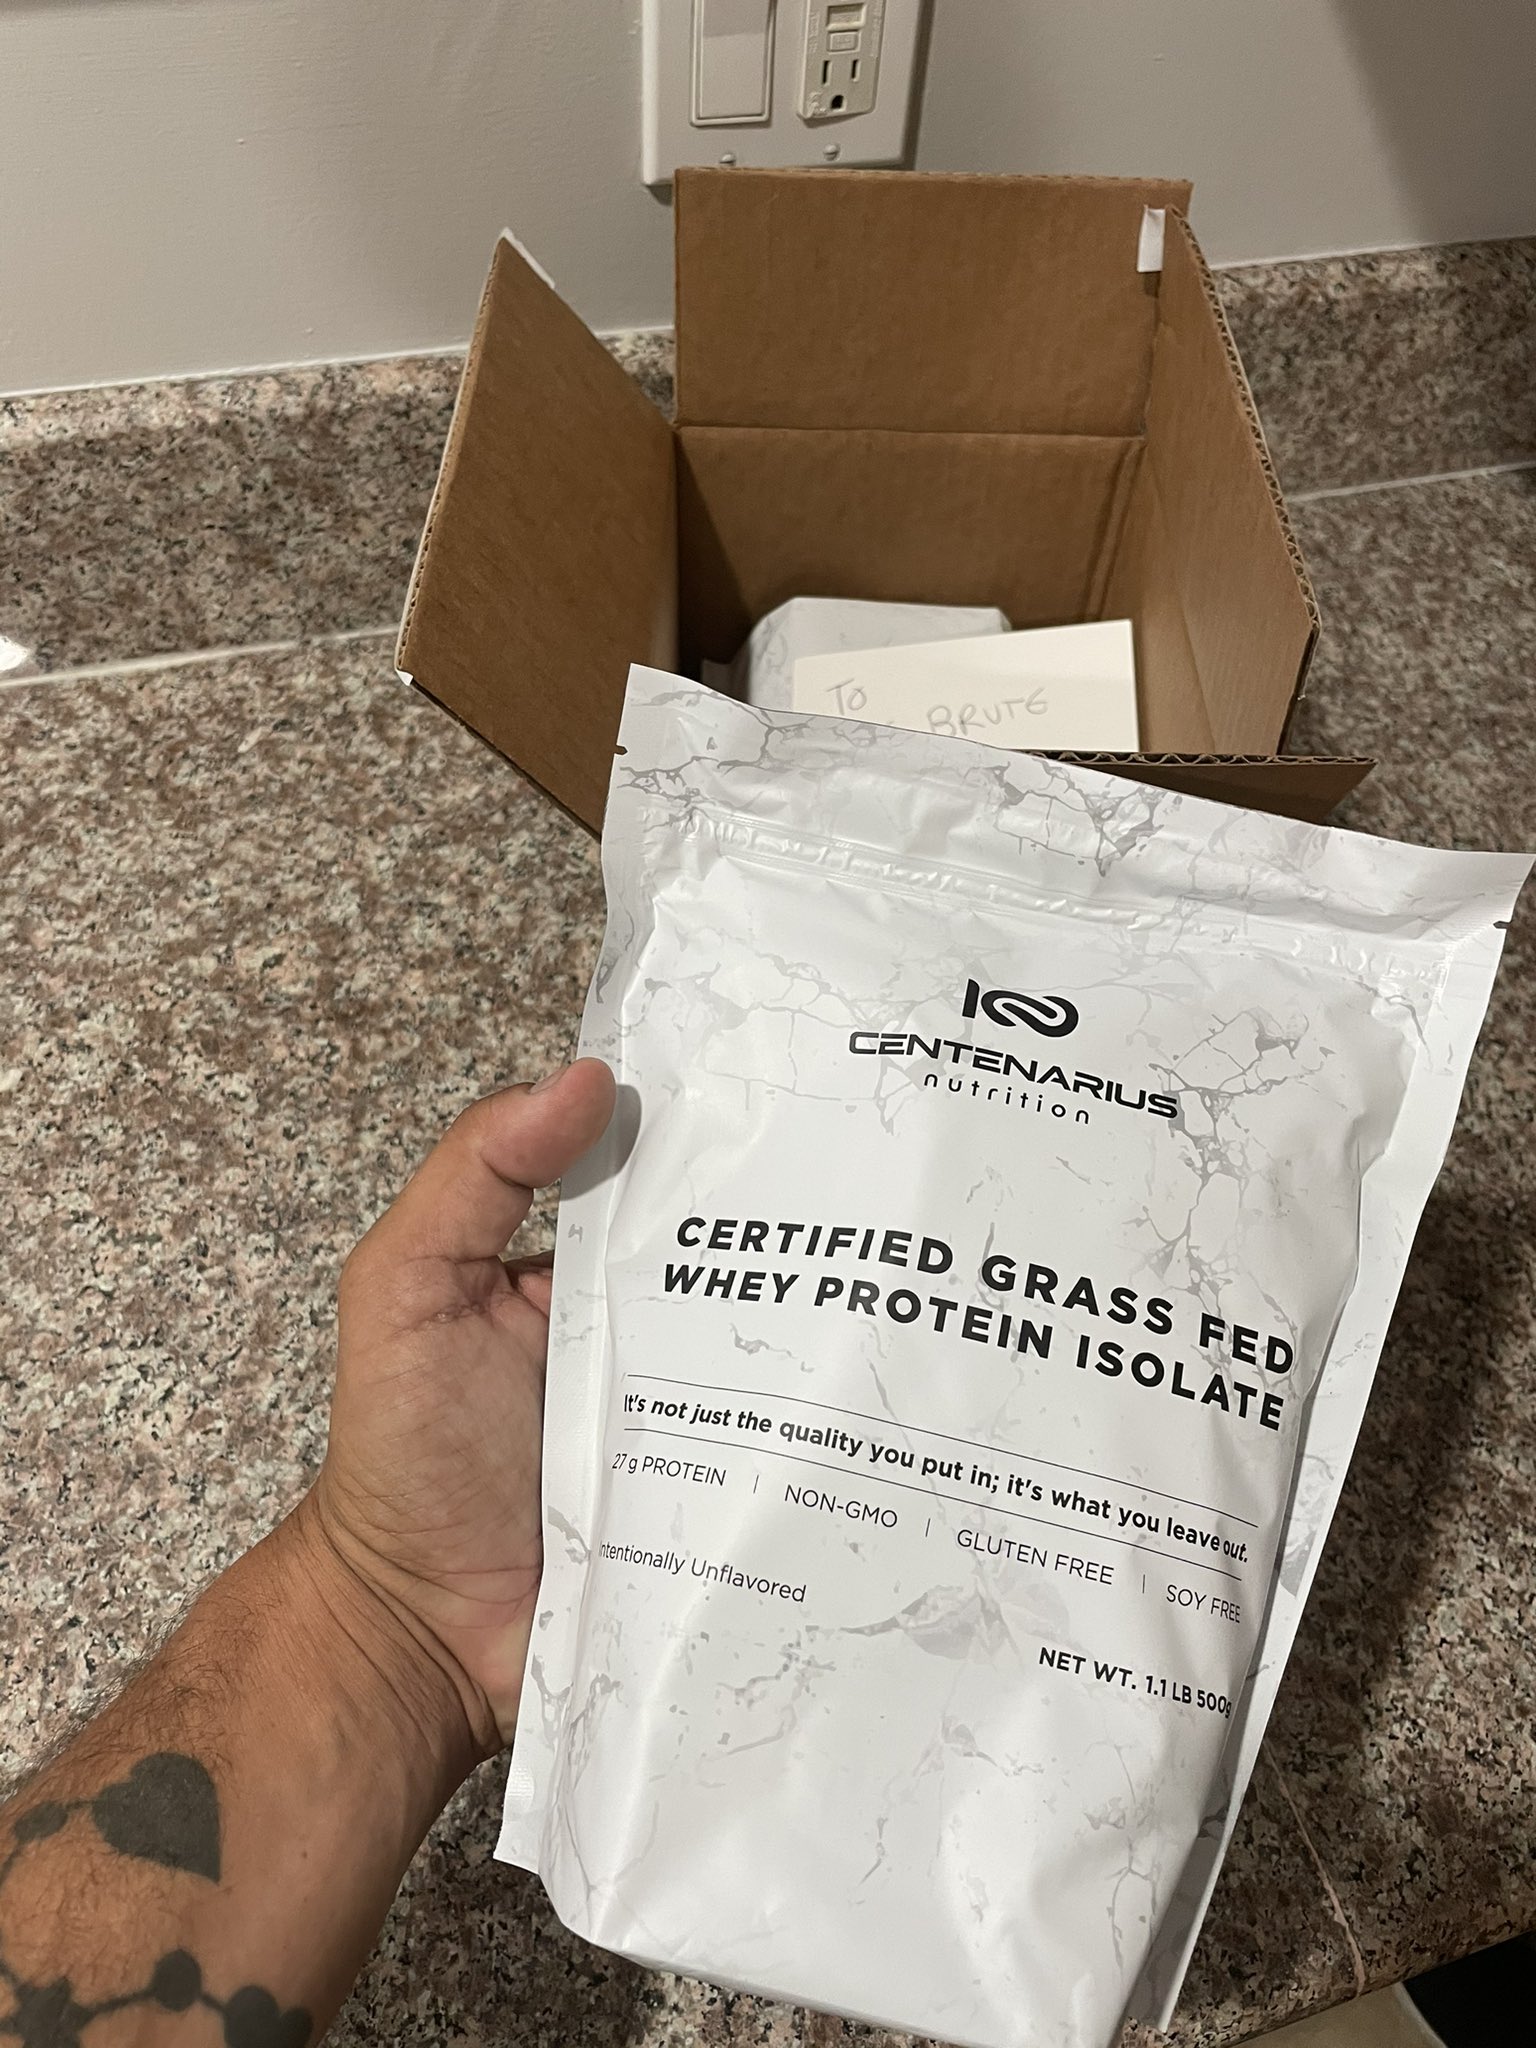 To
BRUTE
CENTENARIUS
nutrition
CERTIFIED GRASS FED
WHEY PROTEIN ISOLATE
It's not just the quality you put in; it's what you leave out.
27 g PROTEIN | NON-GMO | GLUTEN FREE | SOY FREE
Intentionally Unflavored
NET WT. 1.1 LB 500g